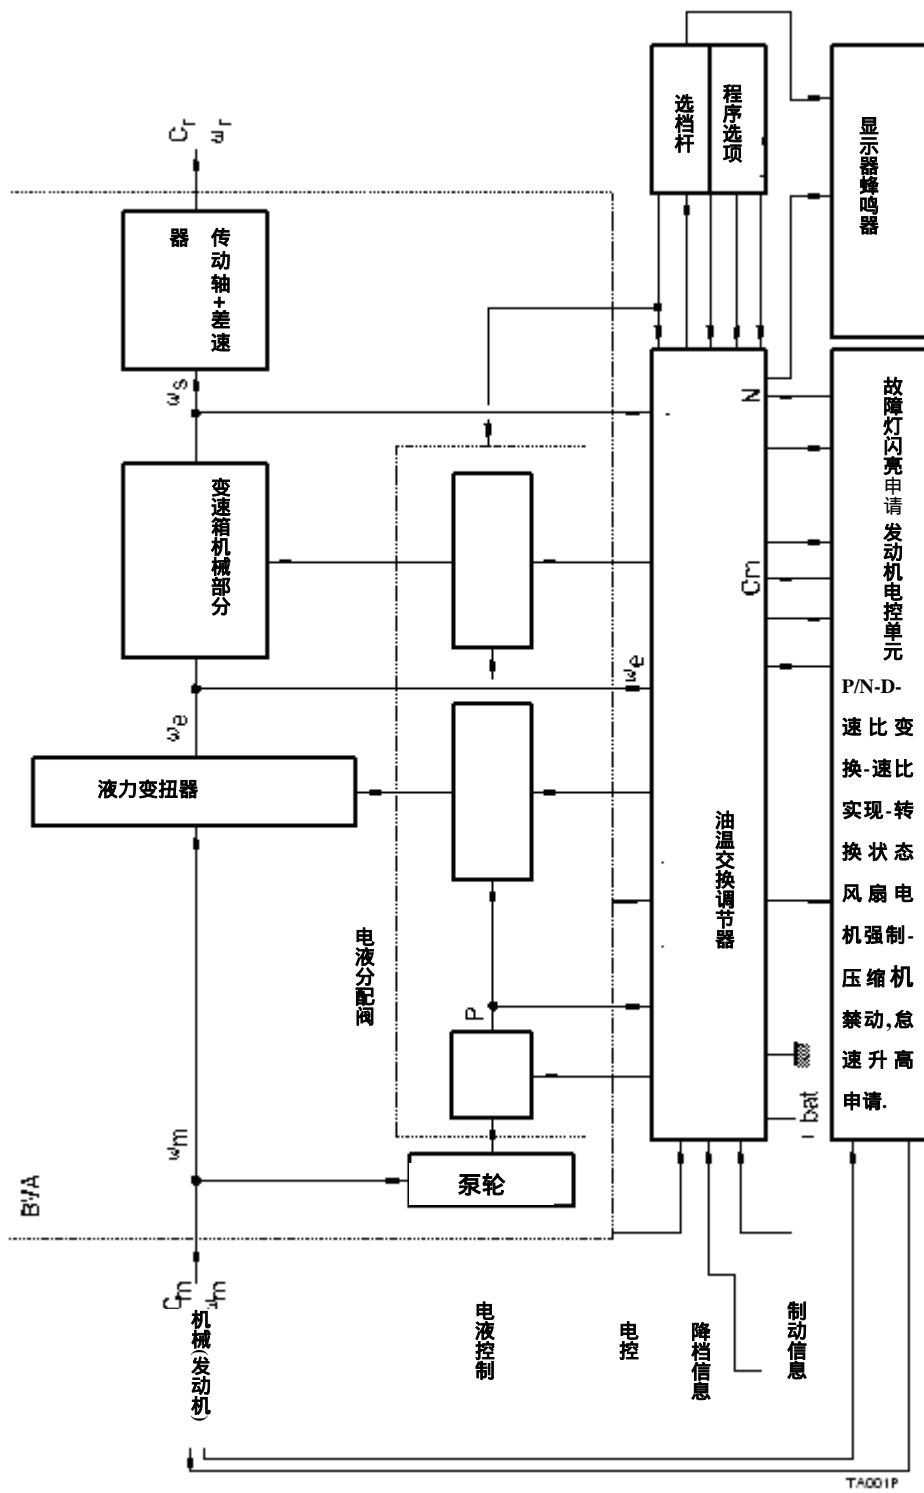 Cr
ωr
选档杆
程序选项
显示器蜂鸣器
传动轴+差速
器
ωs
N
变速箱机械部分
故障灯闪亮申请 发动机电控单元
Cm
ωe
ωe
P/N-D-
速比变
换-速比
实现-转
换状态
风扇电
机强制-
压缩机
禁动,怠
速升高
申请.
液力变扭器
油温交换调节器
电液分配阀
P
bat
ωm
泵轮
BVA
Cm
ωm
机械(发动机)
电液控制
电控
降档信息
制动信息
TA001P